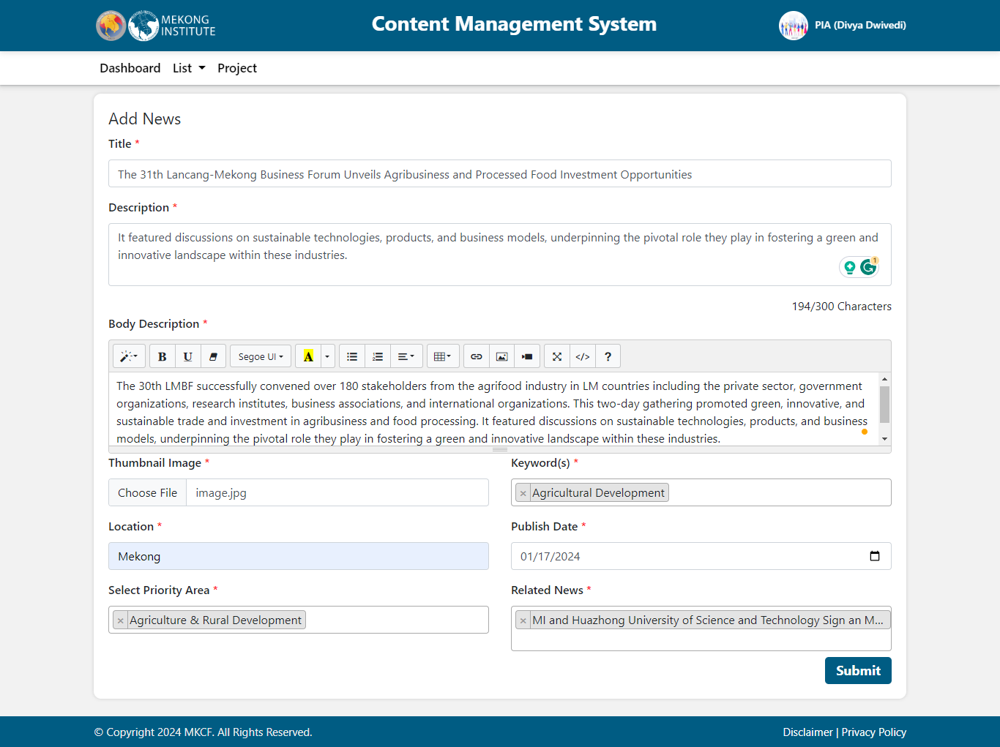 MEKONG
INSTITUTE
Content Management System
PIA (Divya Dwivedi)
Dashboard List Project
Add News
Title *
The 31th Lancang-Mekong Business Forum Unveils Agribusiness and Processed Food Investment Opportunities
Description *
It featured discussions on sustainable technologies, products, and business models, underpinning the pivotal role they play in fostering a green and
innovative landscape within these industries.
1
194/300 Characters
Body Description *
B U Segoe UI A </> ?
The 30th LMBF successfully convened over 180 stakeholders from the agrifood industry in LM countries including the private sector, government
organizations, research institutes, business associations, and international organizations. This two-day gathering promoted green, innovative, and
sustainable trade and investment in agribusiness and food processing. It featured discussions on sustainable technologies, products, and business
models, underpinning the pivotal role they play in fostering a green and innovative landscape within these industries.
Thumbnail Image * Keyword(s) *
Choose File image.jpg × Agricultural Development
Location * Publish Date *
Mekong 01/17/2024
Select Priority Area * Related News *
× Agriculture & Rural Development × MI and Huazhong University of Science and Technology Sign an M...
Submit
© Copyright 2024 MKCF. All Rights Reserved. Disclaimer | Privacy Policy